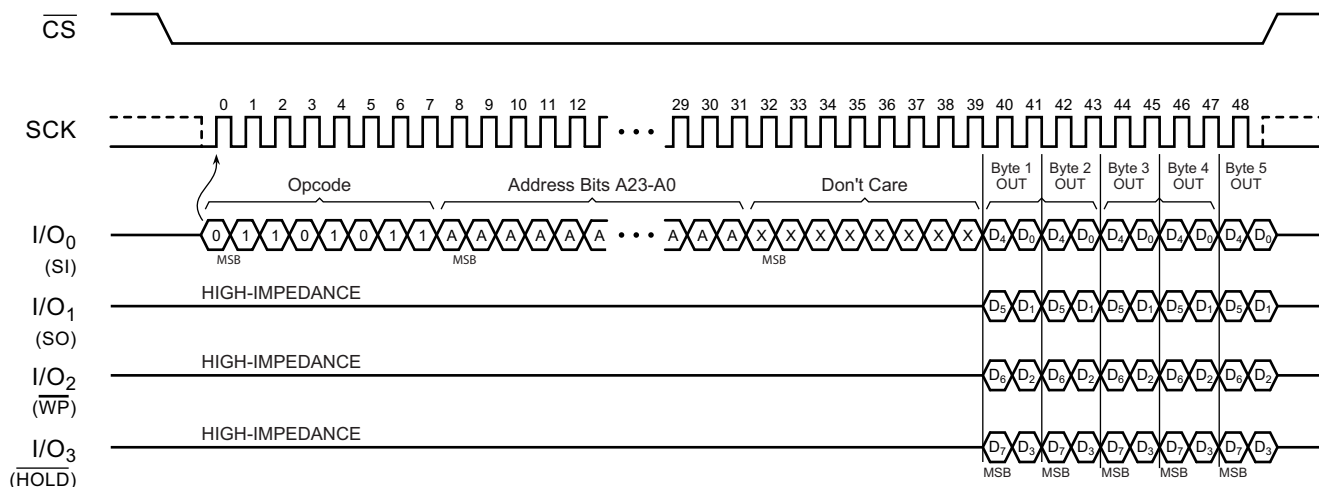 CS
SCK
0 1 2 3 4 5 6 7 8 9 10 11 12 29 30 31 32 33 34 35 36 37 38 39 40 41 42 43 44 45 46 47 48
• • •
Opcode
Address Bits A23-A0
Don't Care
Byte 1 OUT
Byte 2 OUT
Byte 3 OUT
Byte 4 OUT
Byte 5 OUT
I/O0
(SI)
0 1 1 0 1 0 1 1 A A A A A A • • • A A A X X X X X X X X D4 D0 D4 D0 D4 D0 D4 D0 D4 D0
MSB MSB MSB
I/O1
(SO)
HIGH-IMPEDANCE
D5 D1 D5 D1 D5 D1 D5 D1 D5 D1
I/O2
(WP)
HIGH-IMPEDANCE
D6 D2 D6 D2 D6 D2 D6 D2 D6 D2
I/O3
(HOLD)
HIGH-IMPEDANCE
D7 D3 D7 D3 D7 D3 D7 D3 D7 D3
MSB MSB MSB MSB MSB